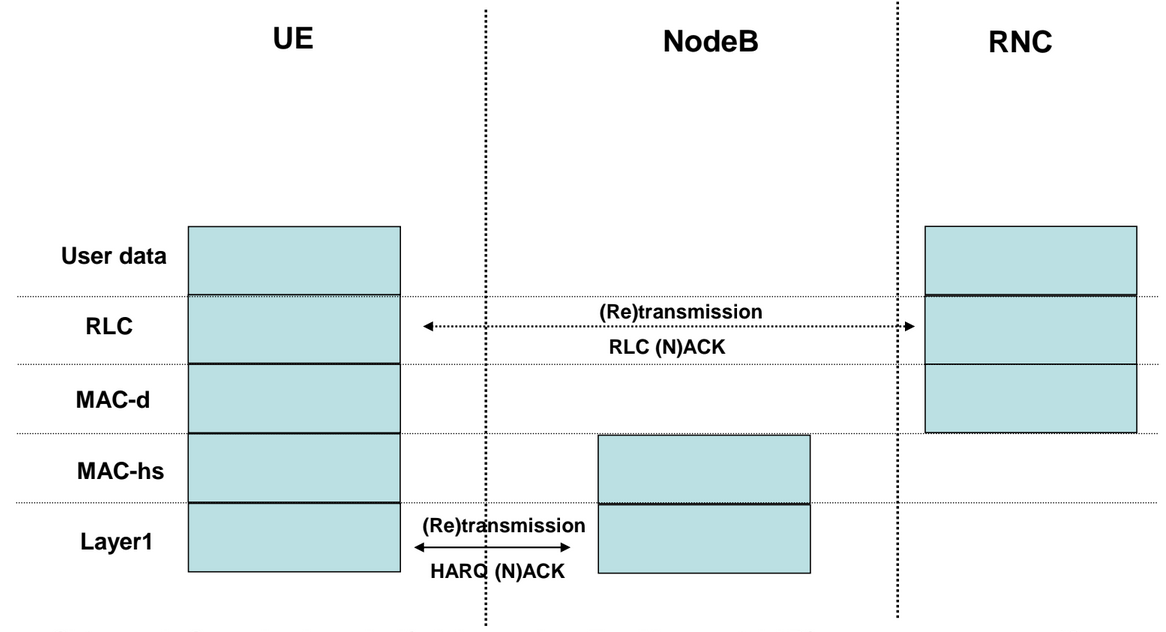 UE
NodeB
RNC
User data
(Re)transmission
RLC
RLC (N)ACK
MAC-d
MAC-hs
(Re)transmission
Layer1
HARQ (N)ACK